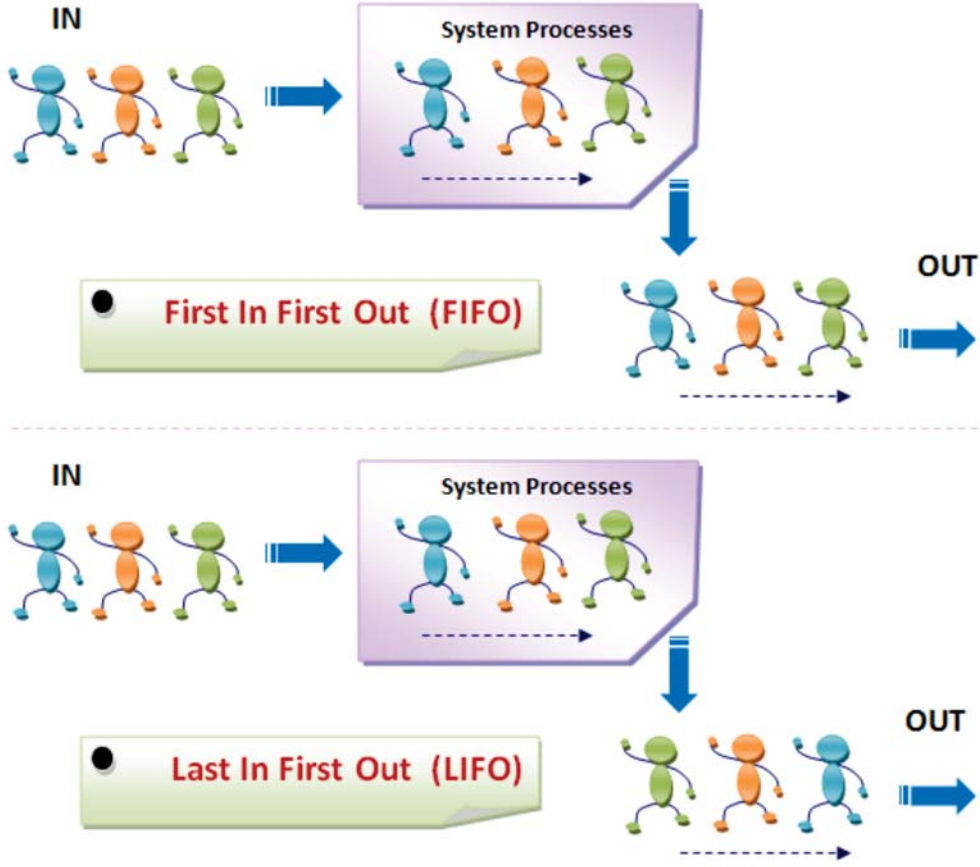 IN
System Processes
First In First Out (FIFO)
OUT
IN
System Processes
OUT
Last In First Out (LIFO)